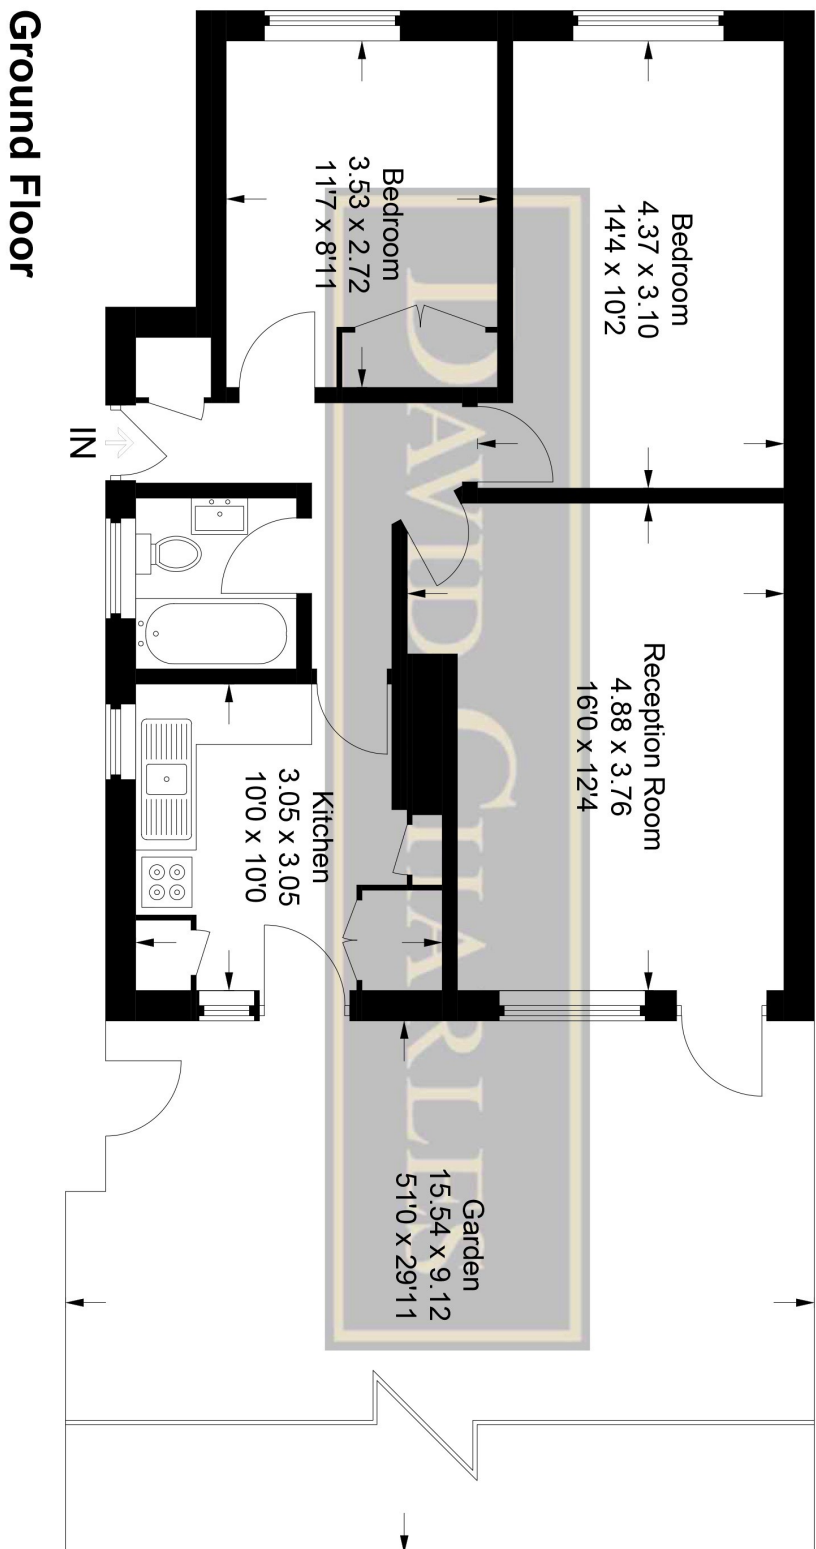 Bedroom
4.37 x 3.10
14'4 x 10'2
Bedroom
3.53 x 2.72
11'7 x 8'11
Reception Room
4.88 x 3.76
16'0 x 12'4
Kitchen
3.05 x 3.05
10'0 x 10'0
Garden
15.54 x 9.12
51'0 x 29'11
IN
DAVID CHARLES
Ground Floor